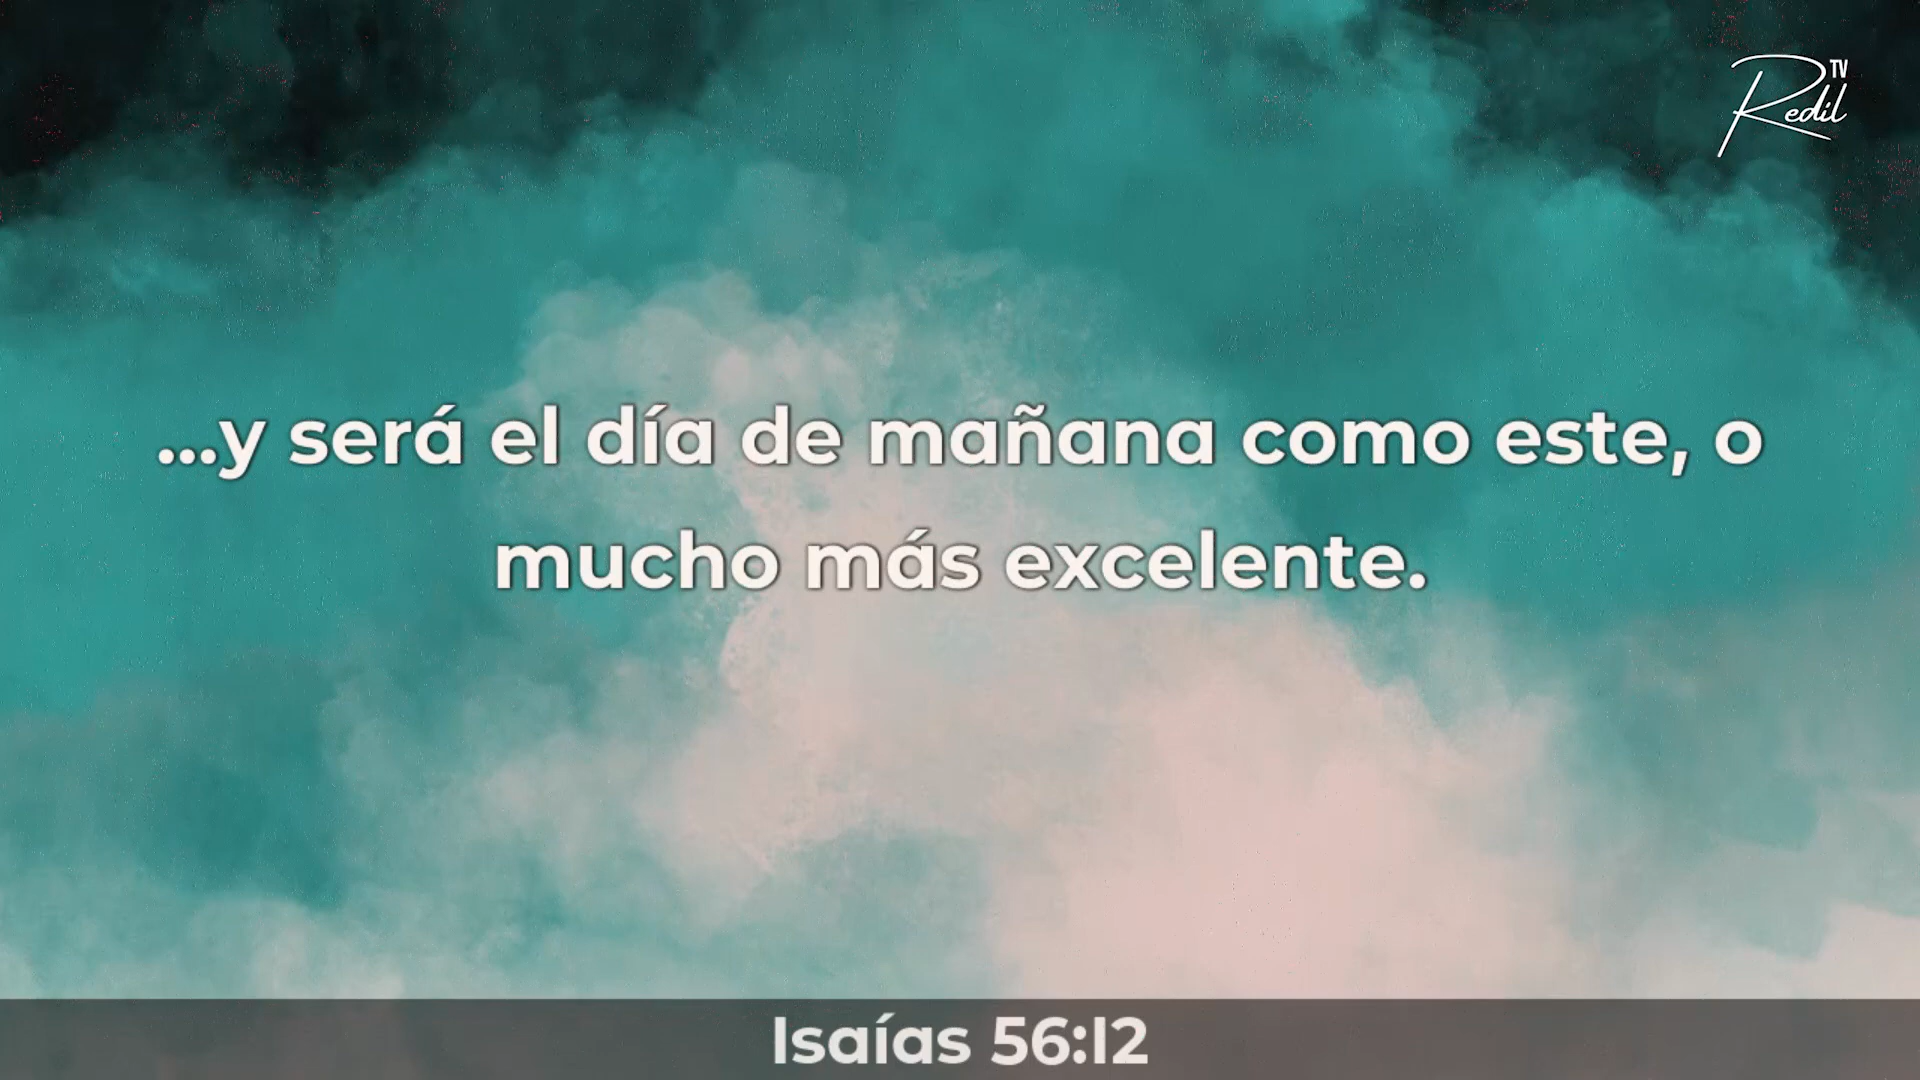 TV
Redil
...y será el día de mañana como este, o
mucho más excelente.
Isaías 56:12